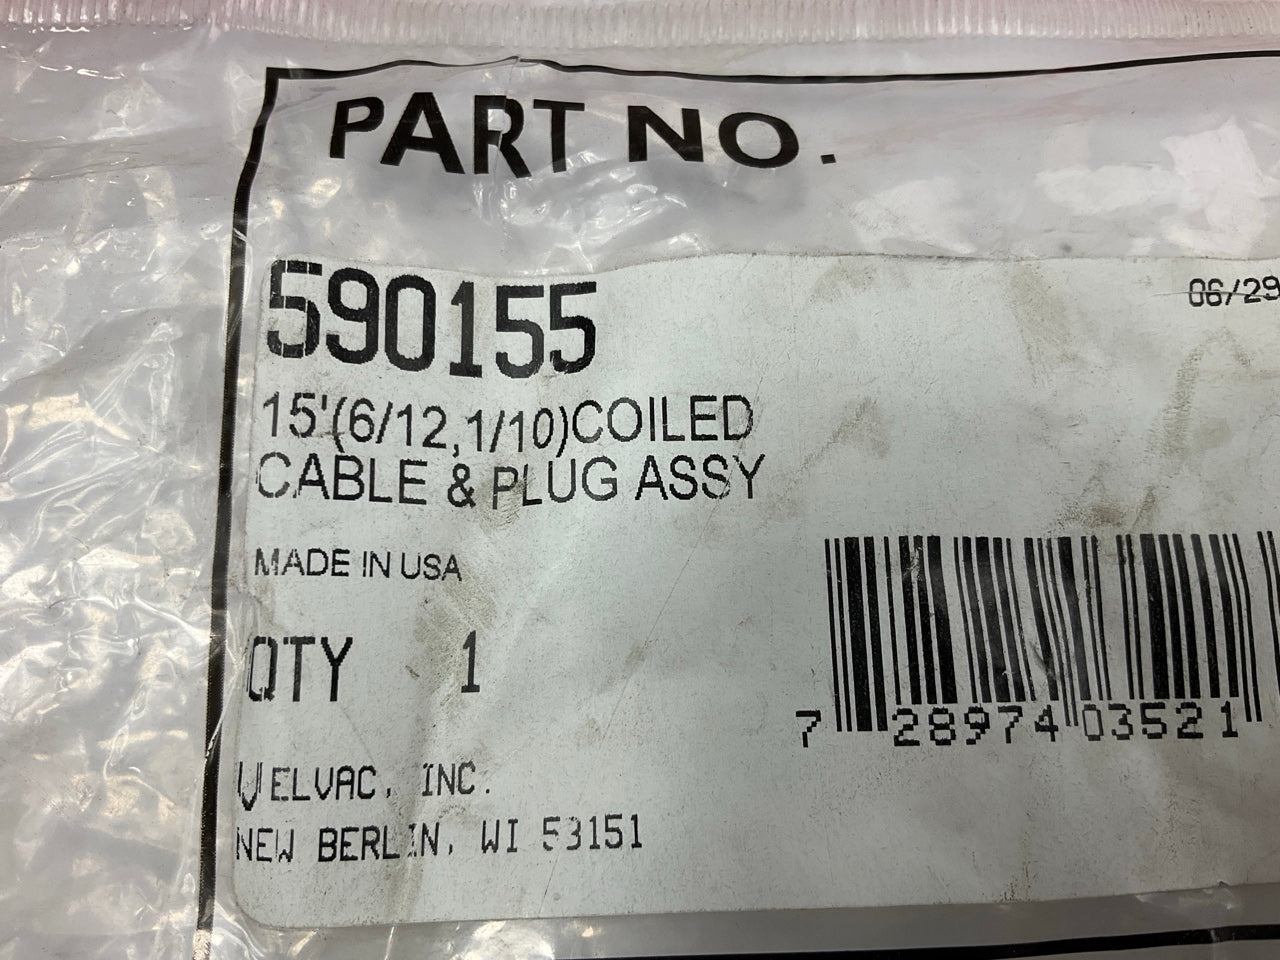 PART NO.
590155
06/29
15'(6/12,1/10)COILED
CABLE & PLUG ASSY
MADE IN USA
QTY 1
7 28974 03521
VELVAC, INC.
NEW BERLIN, WI 53151